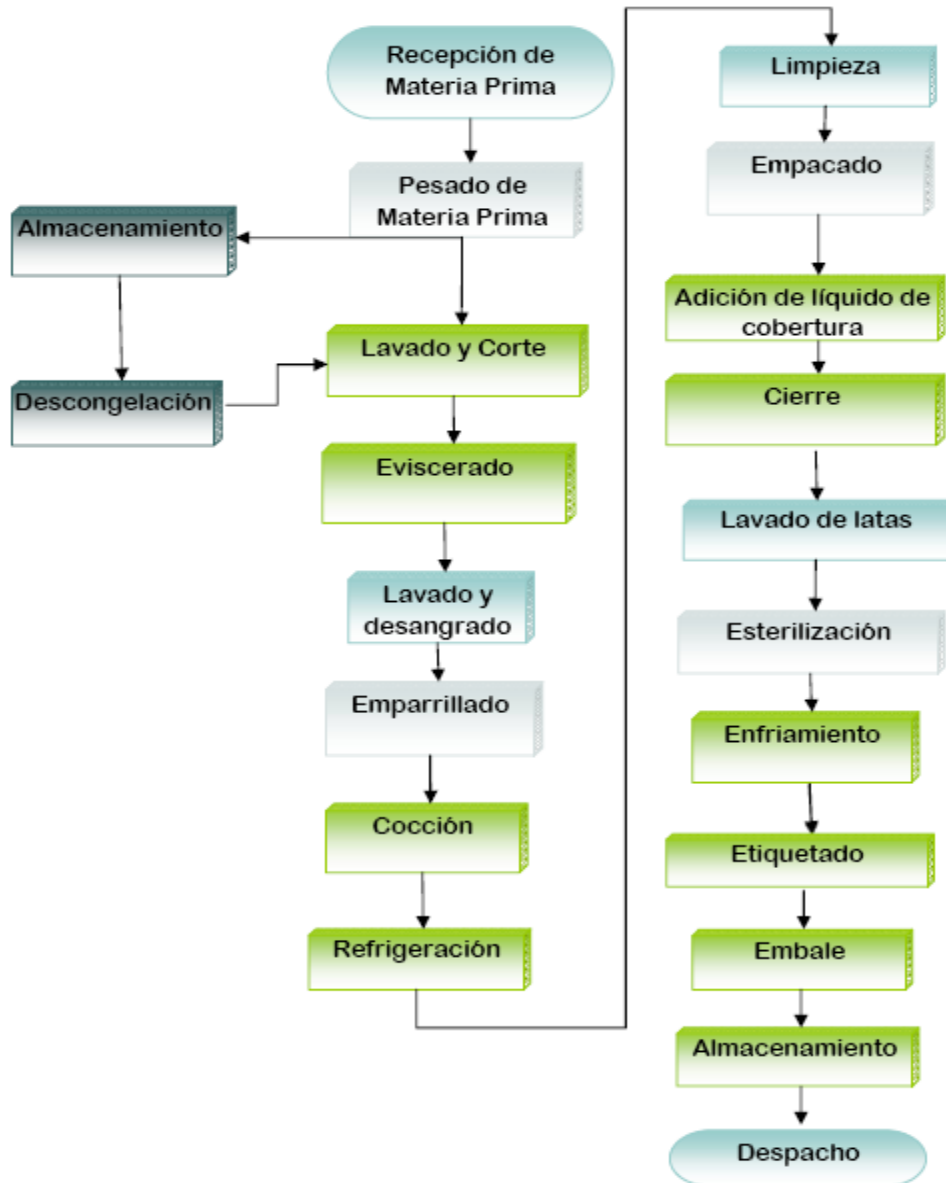 Recepción de
Materia Prima
Pesado de
Materia Prima
Almacenamiento
Descongelación
Lavado y Corte
Eviscerado
Lavado y
desangrado
Emparrillado
Cocción
Refrigeración
Limpieza
Empacado
Adición de líquido de
cobertura
Cierre
Lavado de latas
Esterilización
Enfriamiento
Etiquetado
Embale
Almacenamiento
Despacho